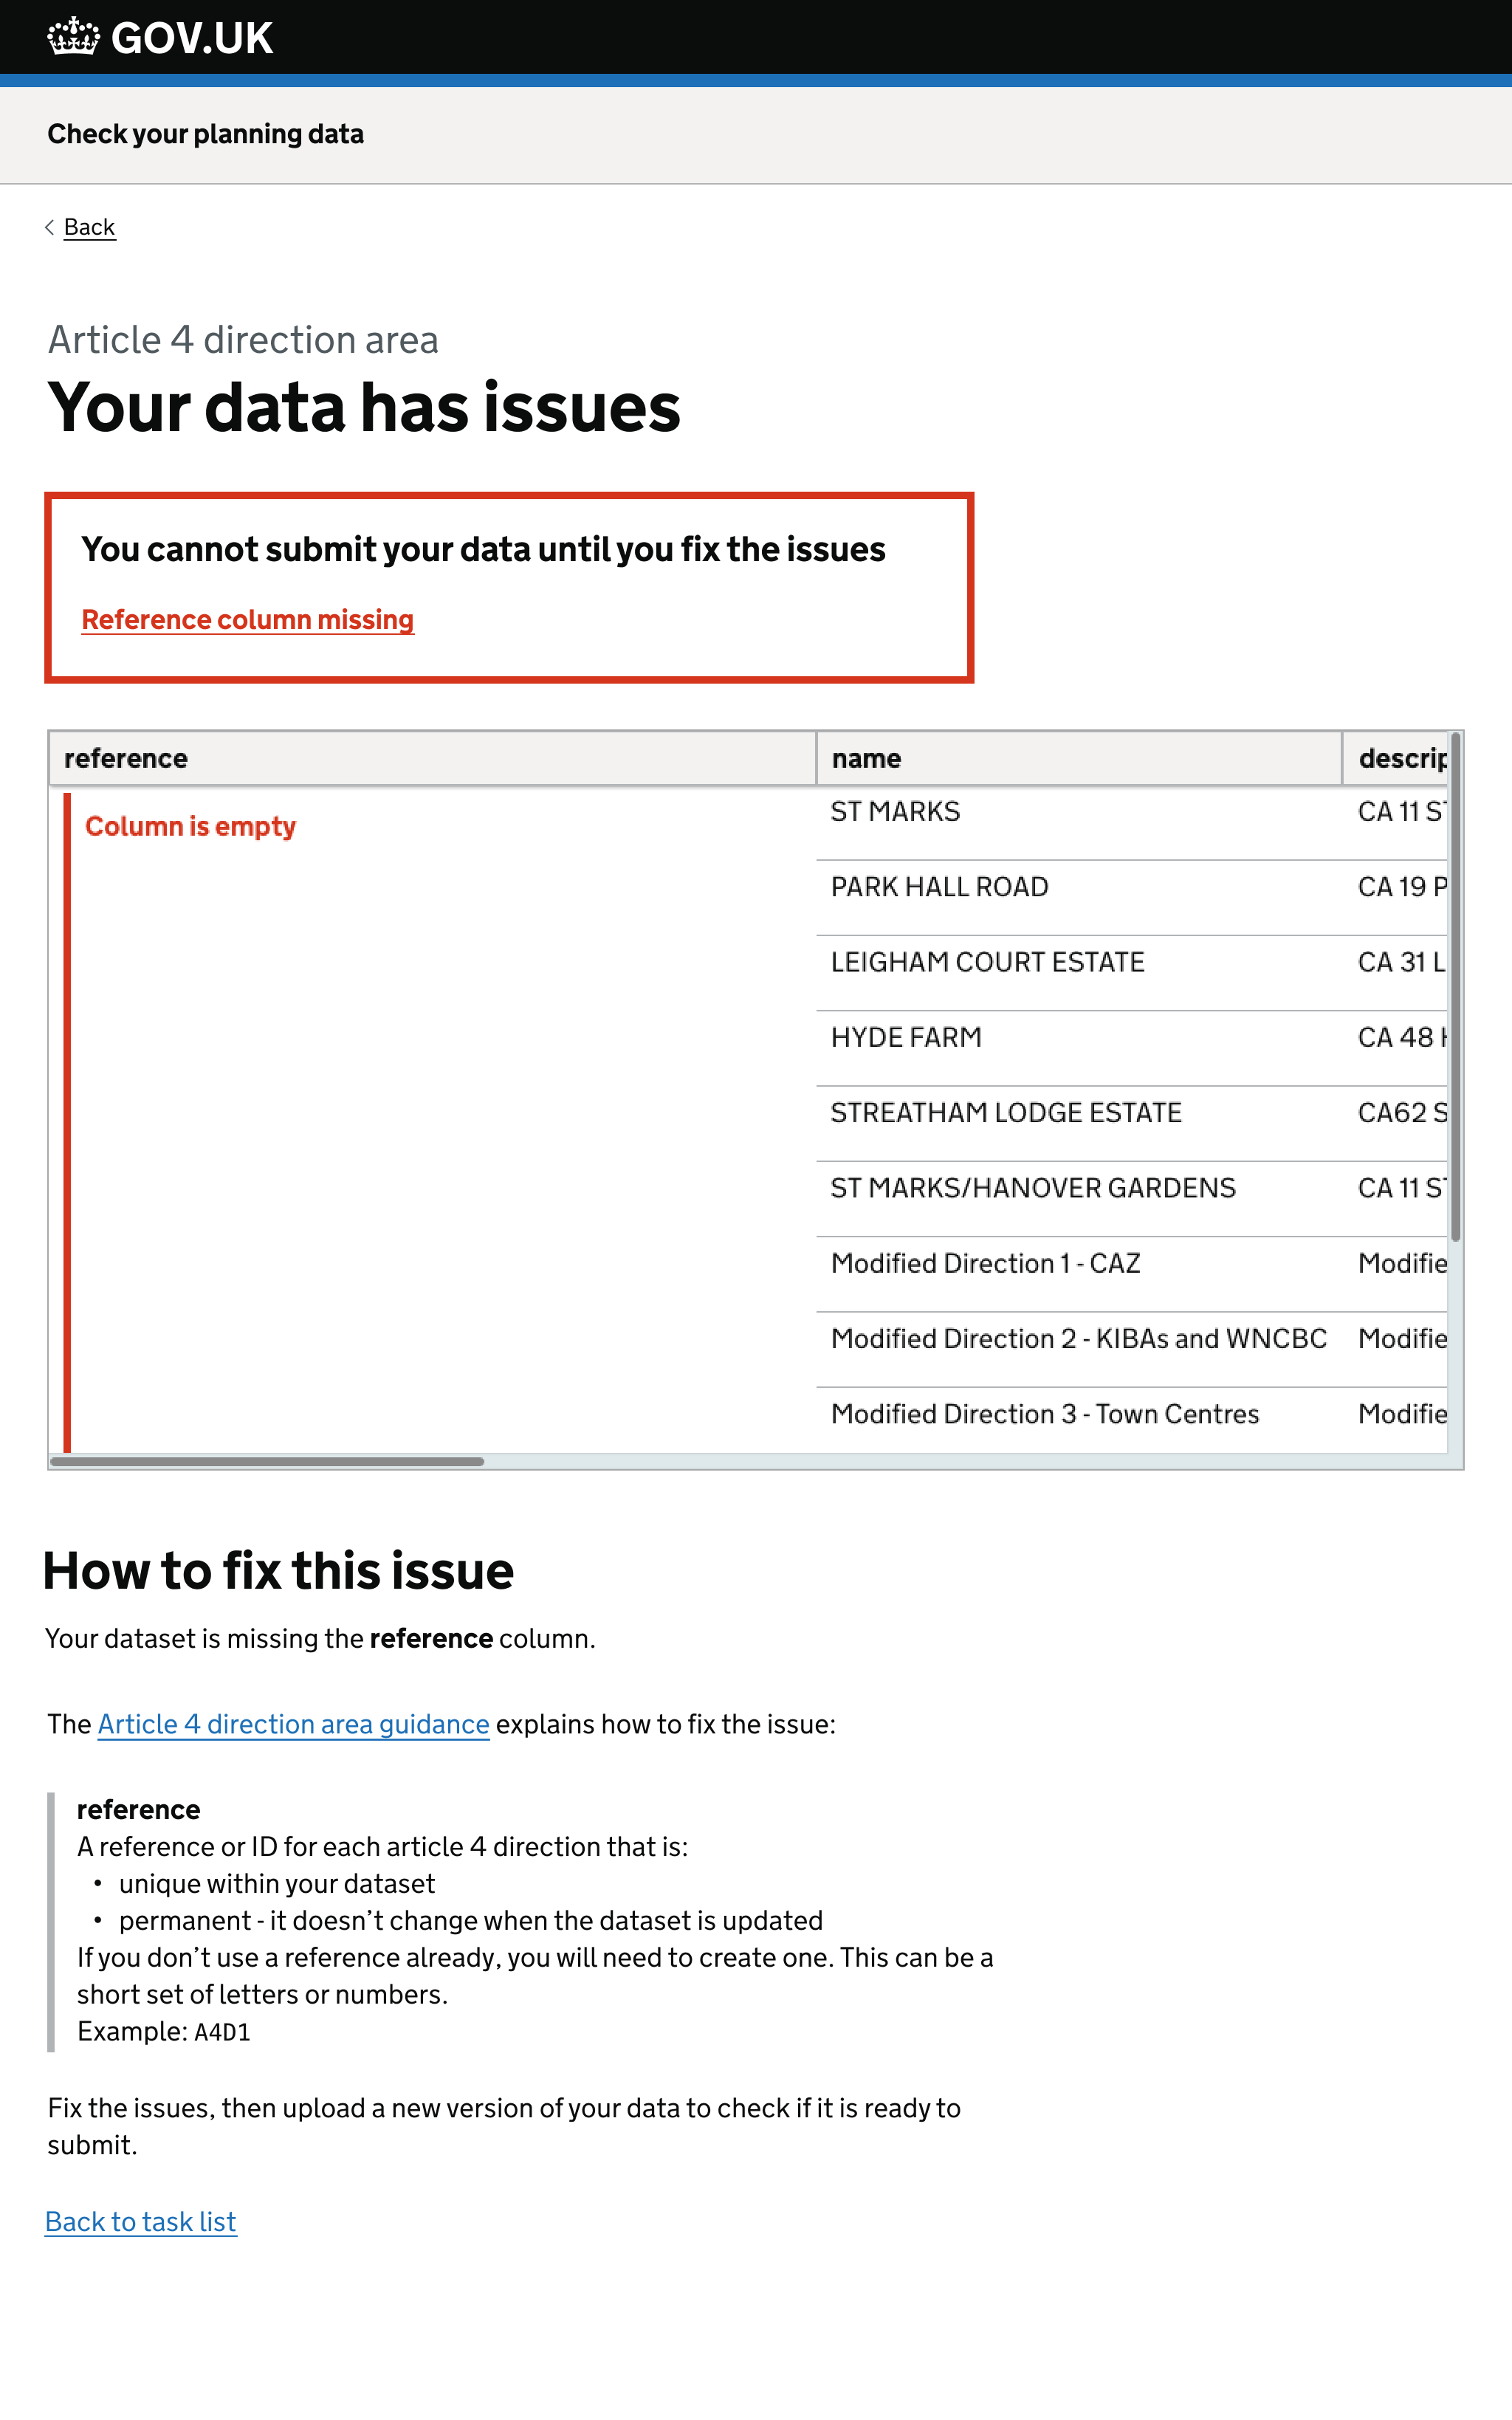 GOV.UK
Check your planning data
Back
Article 4 direction area
Your data has issues
You cannot submit your data until you fix the issues
Reference column missing
reference name descrip
Column is empty
ST MARKS CA 11 ST
PARK HALL ROAD CA 19 P
LEIGHAM COURT ESTATE CA 31 L
HYDE FARM CA 48 H
STREATHAM LODGE ESTATE CA62 S
ST MARKS/HANOVER GARDENS CA 11 ST
Modified Direction 1 - CAZ Modifie
Modified Direction 2 - KIBAs and WNCBC Modifie
Modified Direction 3 - Town Centres Modifie
How to fix this issue
Your dataset is missing the reference column.
The Article 4 direction area guidance explains how to fix the issue:
reference
A reference or ID for each article 4 direction that is:
• unique within your dataset
• permanent - it doesn’t change when the dataset is updated
If you don’t use a reference already, you will need to create one. This can be a
short set of letters or numbers.
Example: A4D1
Fix the issues, then upload a new version of your data to check if it is ready to
submit.
Back to task list